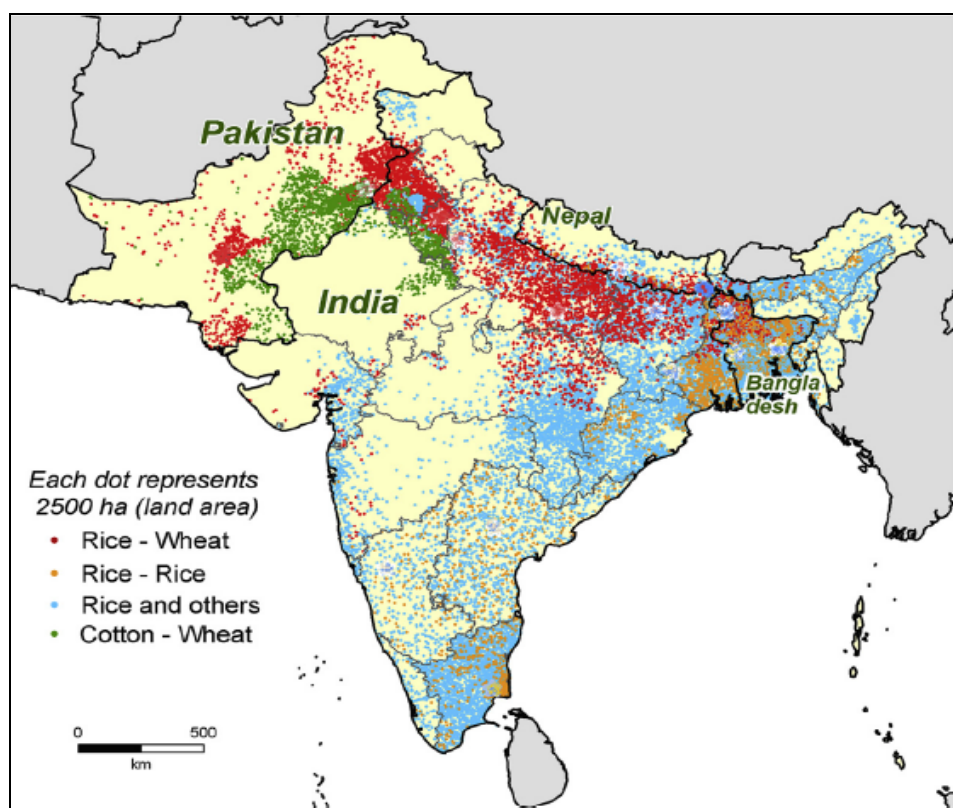 Pakistan
Nepal
India
Bangla
desh
Each dot represents
2500 ha (land area)
Rice - Wheat
Rice - Rice
Rice and others
Cotton - Wheat
0 500
km